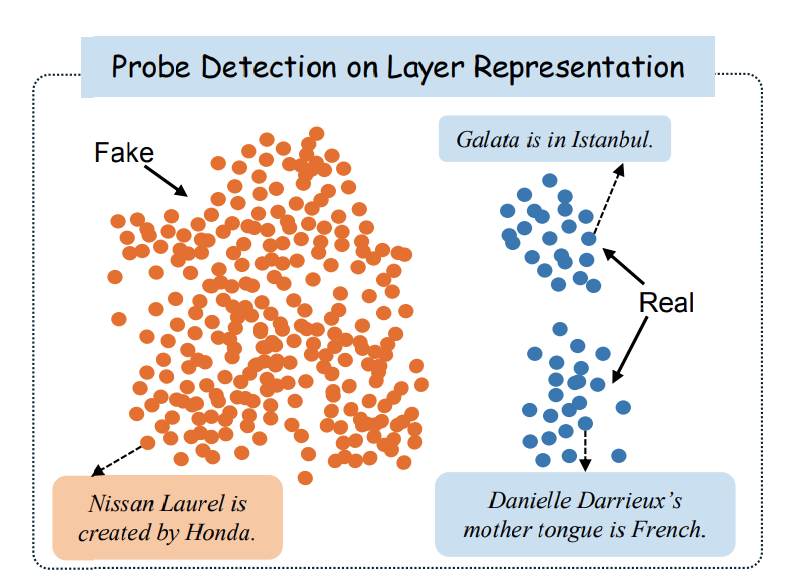 Probe Detection on Layer Representation
Fake
Galata is in Istanbul.
Real
Nissan Laurel is
created by Honda.
Danielle Darrieux’s
mother tongue is French.